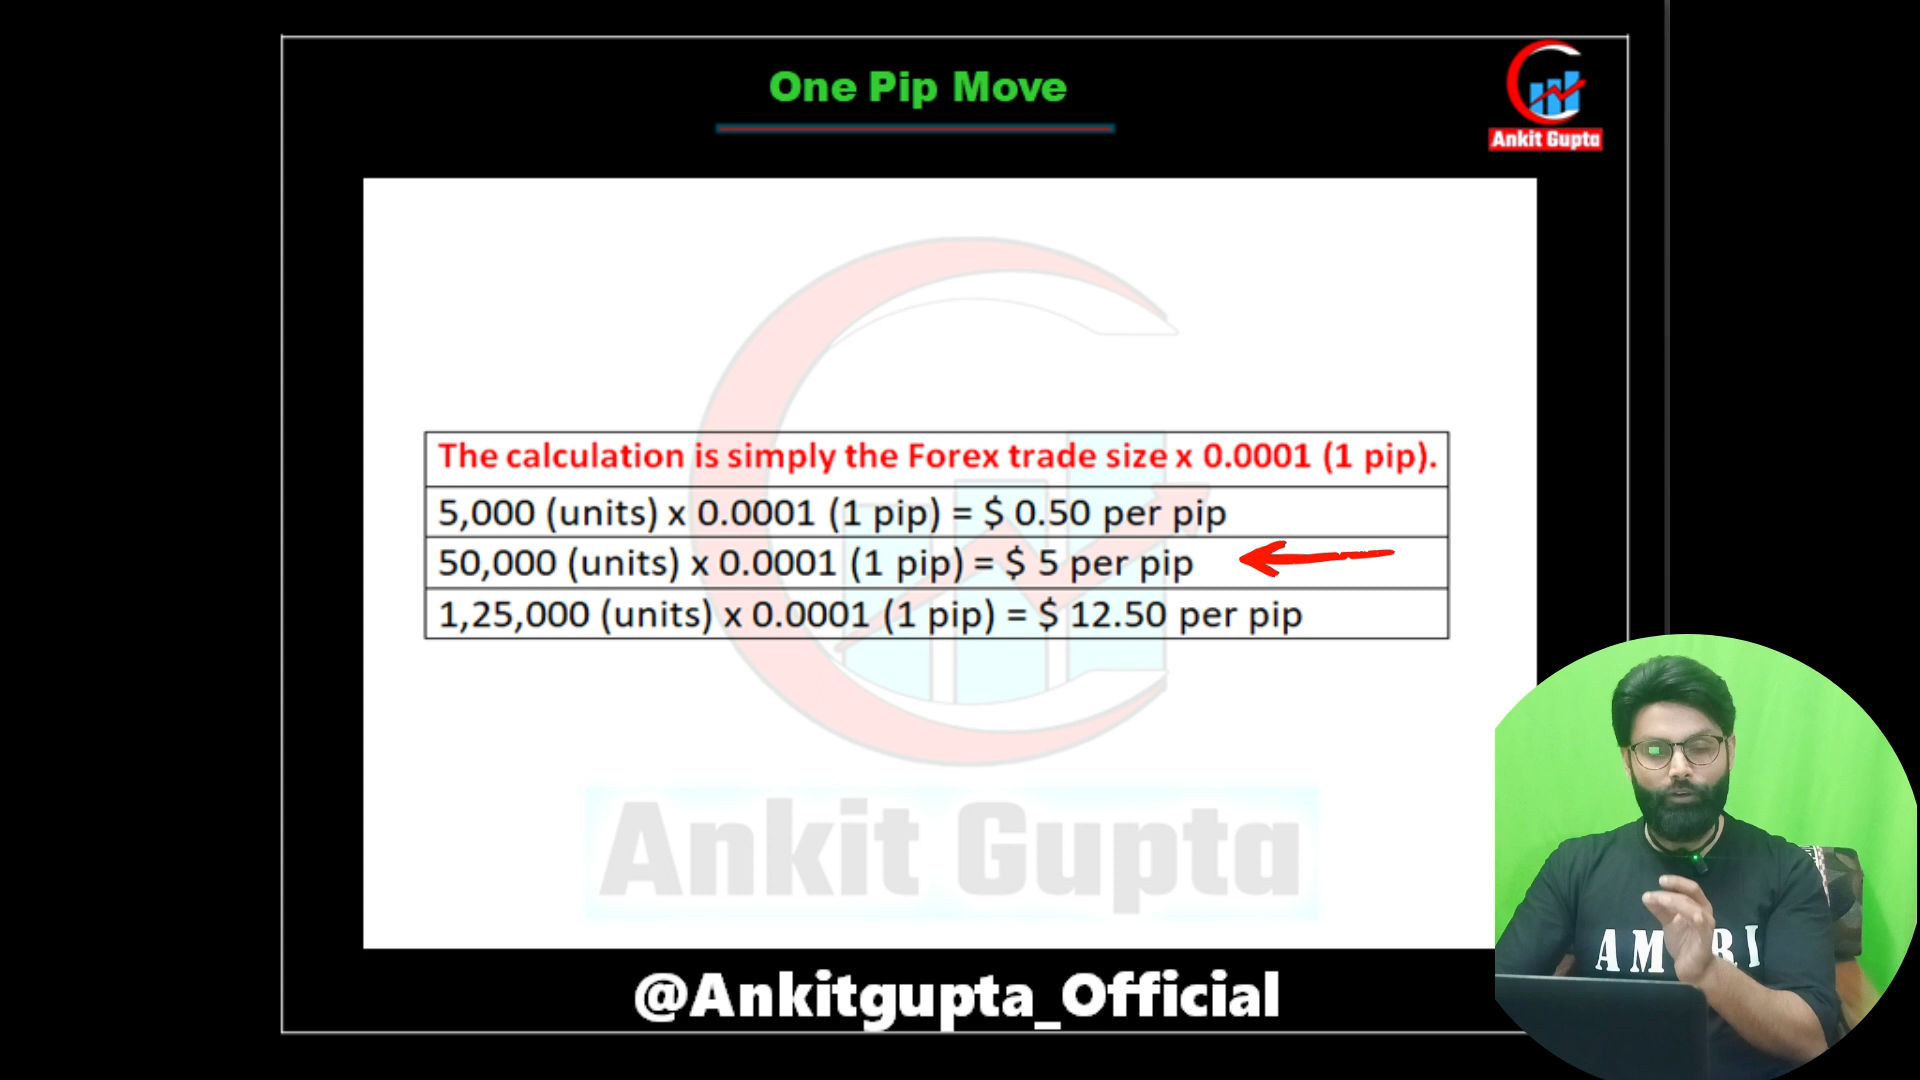 One Pip Move
Ankit Gupta
The calculation is simply the Forex trade size x 0.0001 (1 pip).
5,000 (units) x 0.0001 (1 pip) = $ 0.50 per pip
50,000 (units) x 0.0001 (1 pip) = $ 5 per pip
1,25,000 (units) x 0.0001 (1 pip) = $ 12.50 per pip
Ankit Gupta
@Ankitgupta_Official